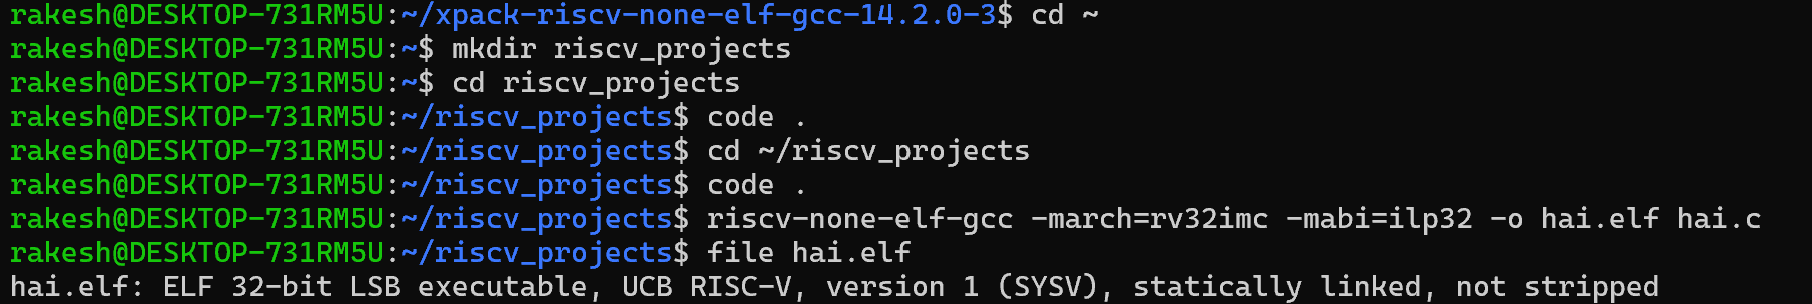 rakesh@DESKTOP-731RM5U:~/xpack-riscv-none-elf-gcc-14.2.0-3$ cd ~
rakesh@DESKTOP-731RM5U:~$ mkdir riscv_projects
rakesh@DESKTOP-731RM5U:~$ cd riscv_projects
rakesh@DESKTOP-731RM5U:~/riscv_projects$ code .
rakesh@DESKTOP-731RM5U:~/riscv_projects$ cd ~/riscv_projects
rakesh@DESKTOP-731RM5U:~/riscv_projects$ code .
rakesh@DESKTOP-731RM5U:~/riscv_projects$ riscv-none-elf-gcc -march=rv32imc -mabi=ilp32 -o hai.elf hai.c
rakesh@DESKTOP-731RM5U:~/riscv_projects$ file hai.elf
hai.elf: ELF 32-bit LSB executable, UCB RISC-V, version 1 (SYSV), statically linked, not stripped